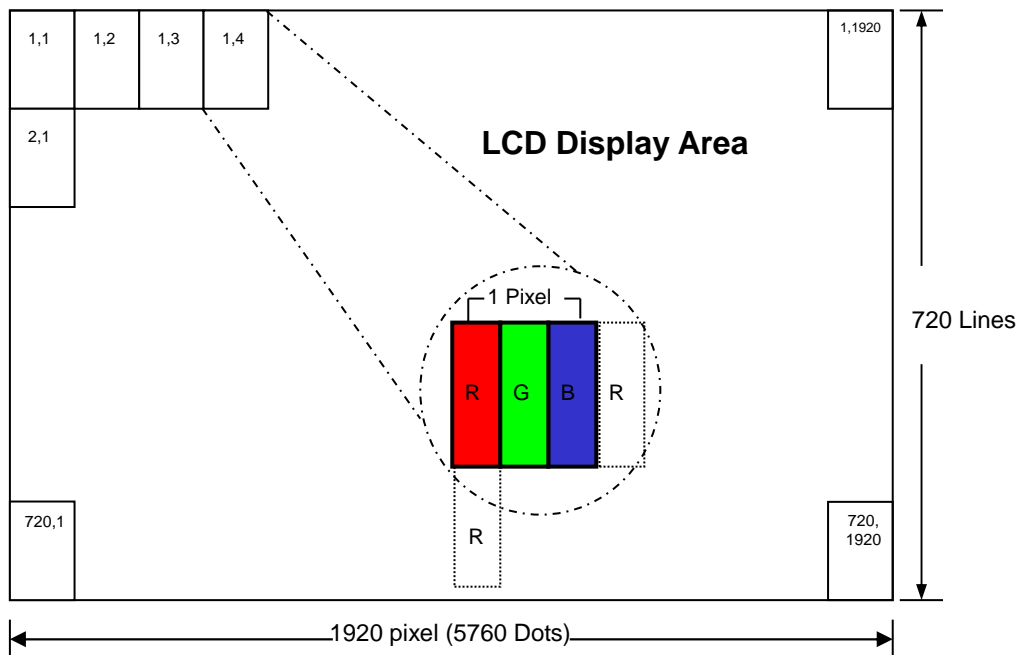 1,1
1,2
1,3
1,4
1,1920
2,1
LCD Display Area
1 Pixel
720 Lines
R
G
B
R
R
720,1
720,
1920
1920 pixel (5760 Dots)